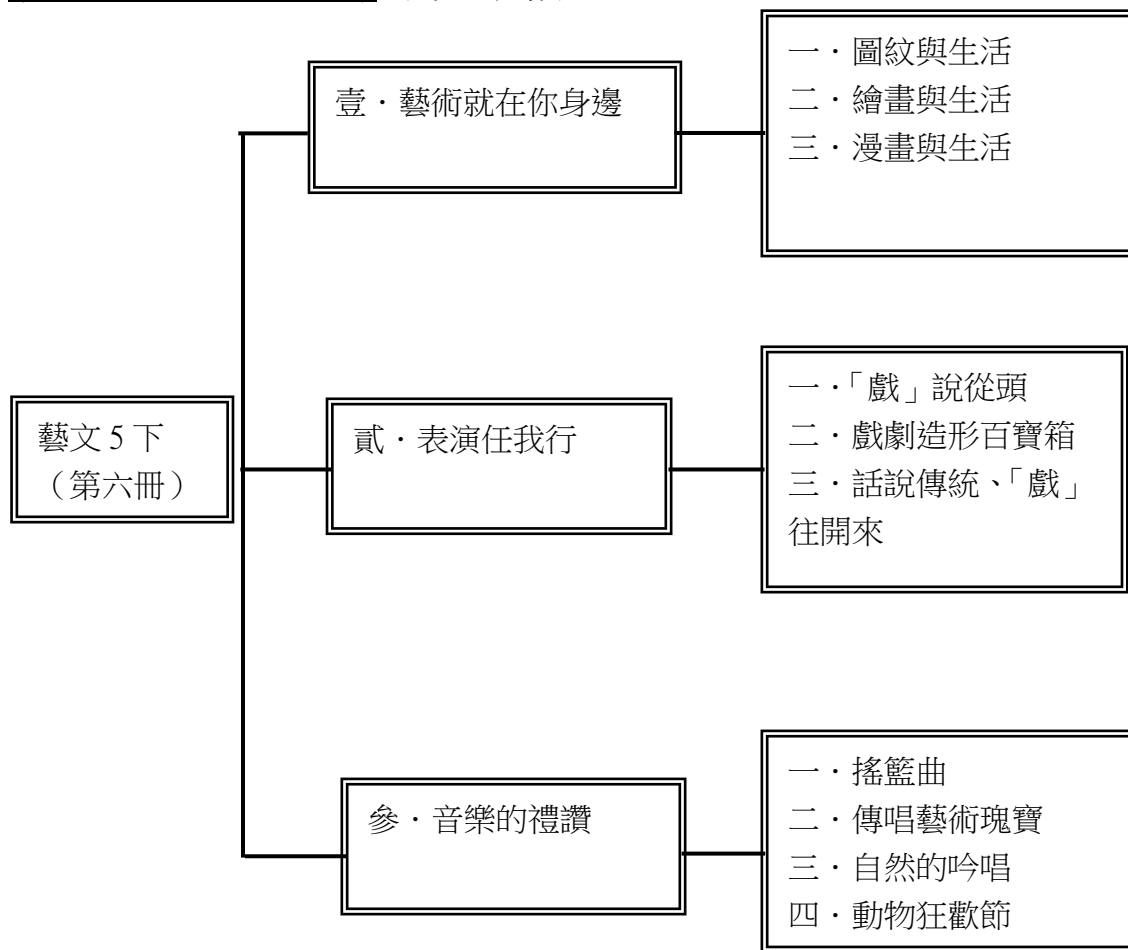 壹．藝術就在你身邊
一．圖紋與生活
二．繪畫與生活
三．漫畫與生活
藝文 5 下
（第六冊）
貳．表演任我行
一．「戲」說從頭
二．戲劇造形百寶箱
三．話說傳統、「戲」
往開來
參．音樂的禮讚
一．搖籃曲
二．傳唱藝術瑰寶
三．自然的吟唱
四．動物狂歡節